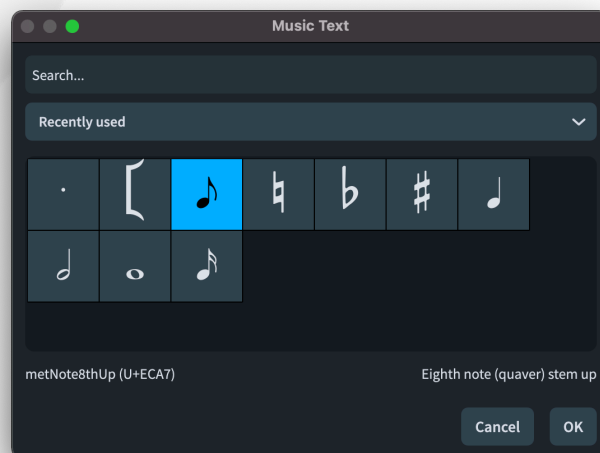 Music Text
Search...
Recently used
metNote8thUp (U+ECA7)
Eighth note (quaver) stem up
Cancel
OK